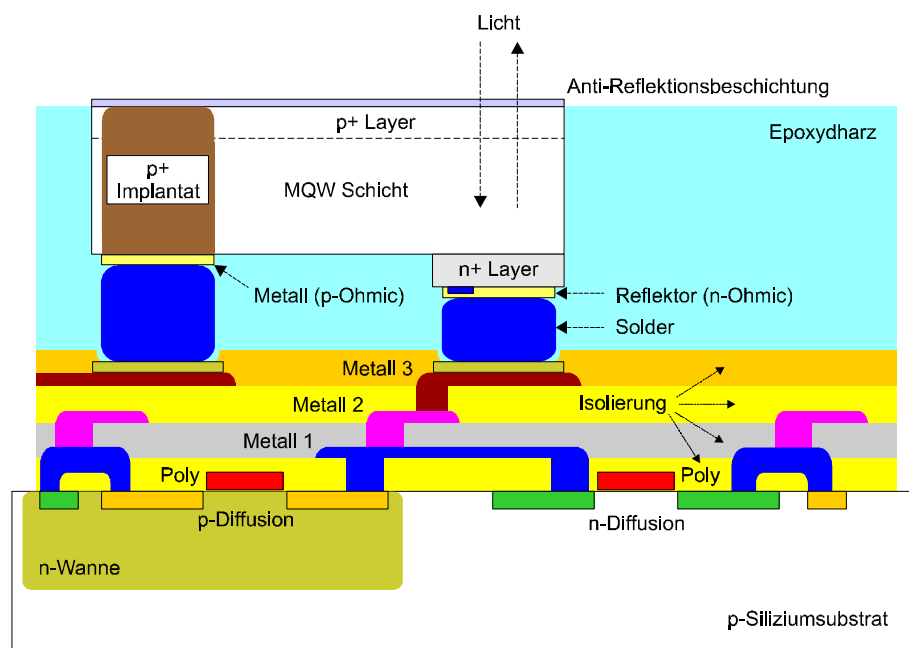 Licht
Anti-Reflektionsbeschichtung
p+ Layer
Epoxydharz
p+
Implantat
MQW Schicht
n+ Layer
Metall (p-Ohmic)
Reflektor (n-Ohmic)
Solder
Metall 3
Metall 2
Isolierung
Metall 1
Poly
Poly
p-Diffusion
n-Diffusion
n-Wanne
p-Siliziumsubstrat